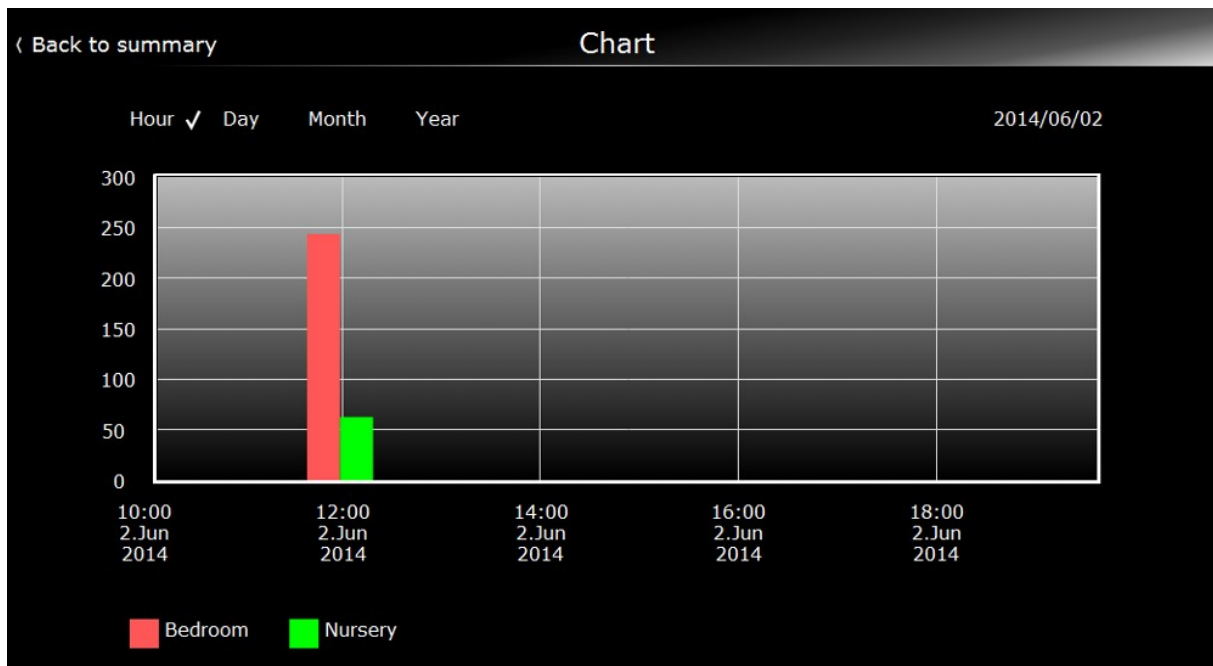 ⟨ Back to summary
Chart
Hour ✓ Day Month Year
2014/06/02
300
250
200
150
100
50
0
10:00 12:00 14:00 16:00 18:00
2.Jun 2.Jun 2.Jun 2.Jun 2.Jun
2014 2014 2014 2014 2014
Bedroom Nursery